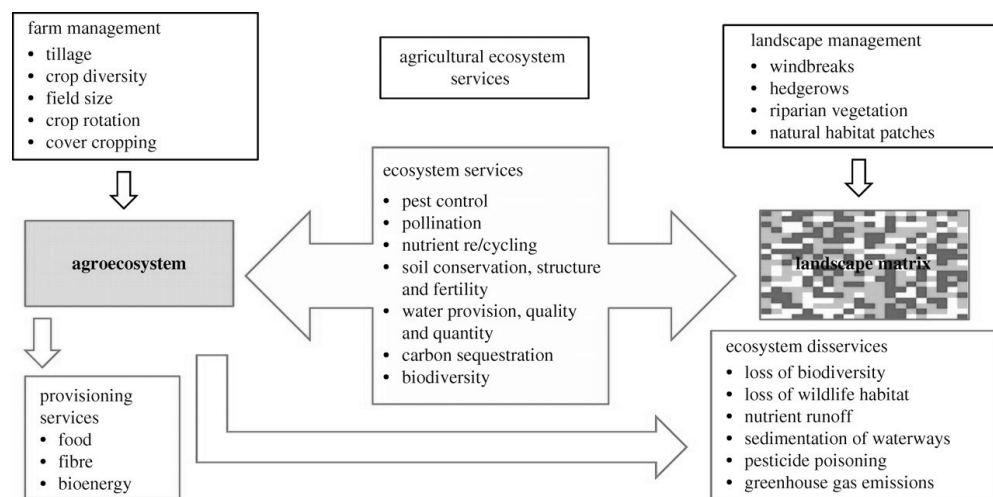 farm management
• tillage
• crop diversity
• field size
• crop rotation
• cover cropping
agricultural ecosystem
services
landscape management
• windbreaks
• hedgerows
• riparian vegetation
• natural habitat patches
agroecosystem
ecosystem services
• pest control
• pollination
• nutrient re/cycling
• soil conservation, structure
and fertility
• water provision, quality
and quantity
• carbon sequestration
• biodiversity
landscape matrix
provisioning
services
• food
• fibre
• bioenergy
ecosystem disservices
• loss of biodiversity
• loss of wildlife habitat
• nutrient runoff
• sedimentation of waterways
• pesticide poisoning
• greenhouse gas emissions